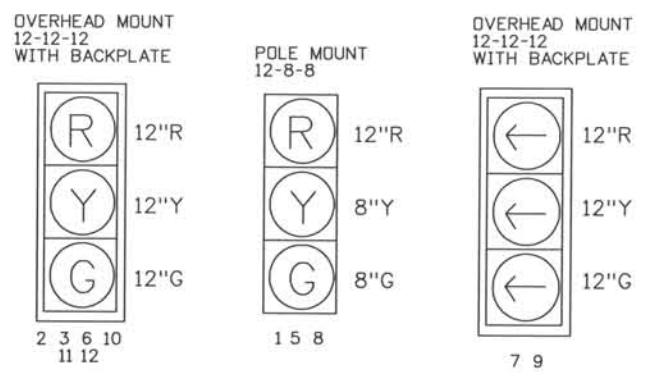 OVERHEAD MOUNT
12-12-12
WITH BACKPLATE
R
12"R
Y
12"Y
G
12"G
2 3 6 10
11 12
POLE MOUNT
12-8-8
R
12"R
Y
8"Y
G
8"G
1 5 8
OVERHEAD MOUNT
12-12-12
WITH BACKPLATE
12"R
12"Y
12"G
7 9